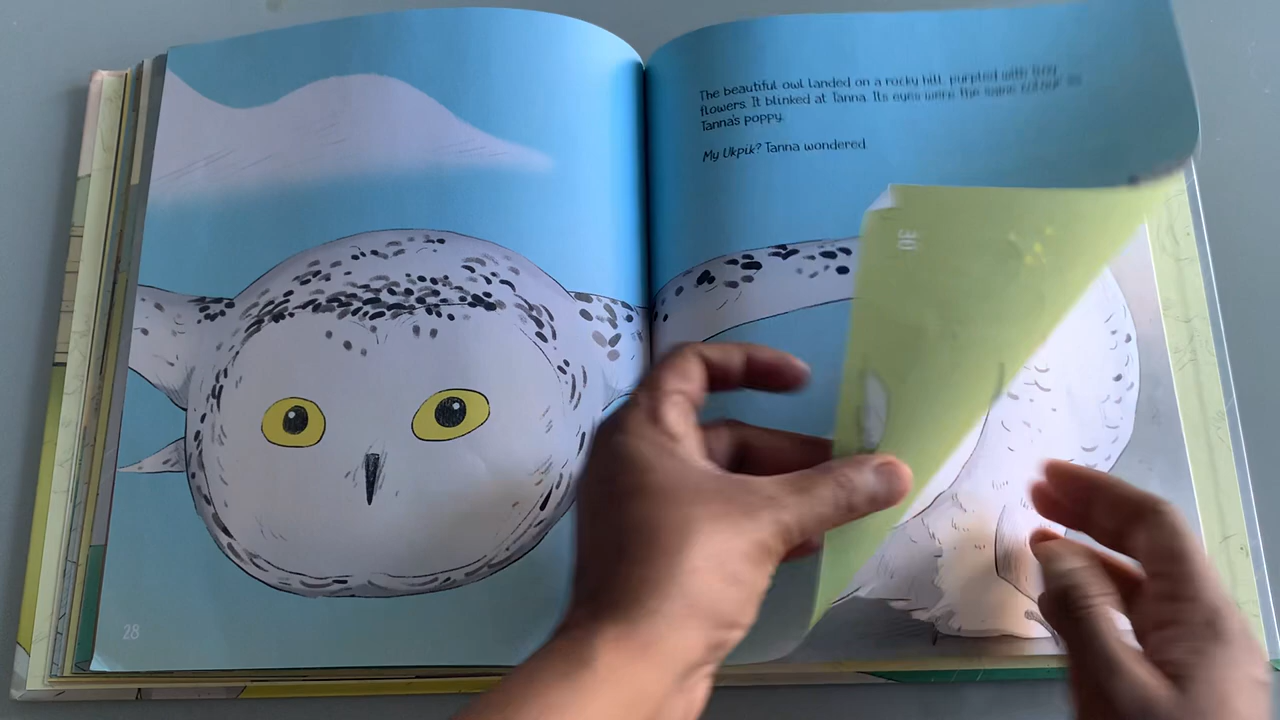 The beautiful owl landed on a rocky hill, purpled with tiny
flowers. It blinked at Tanna. Its eyes were the same colour as
Tanna's poppy.
My Ukpik? Tanna wondered.
28
30